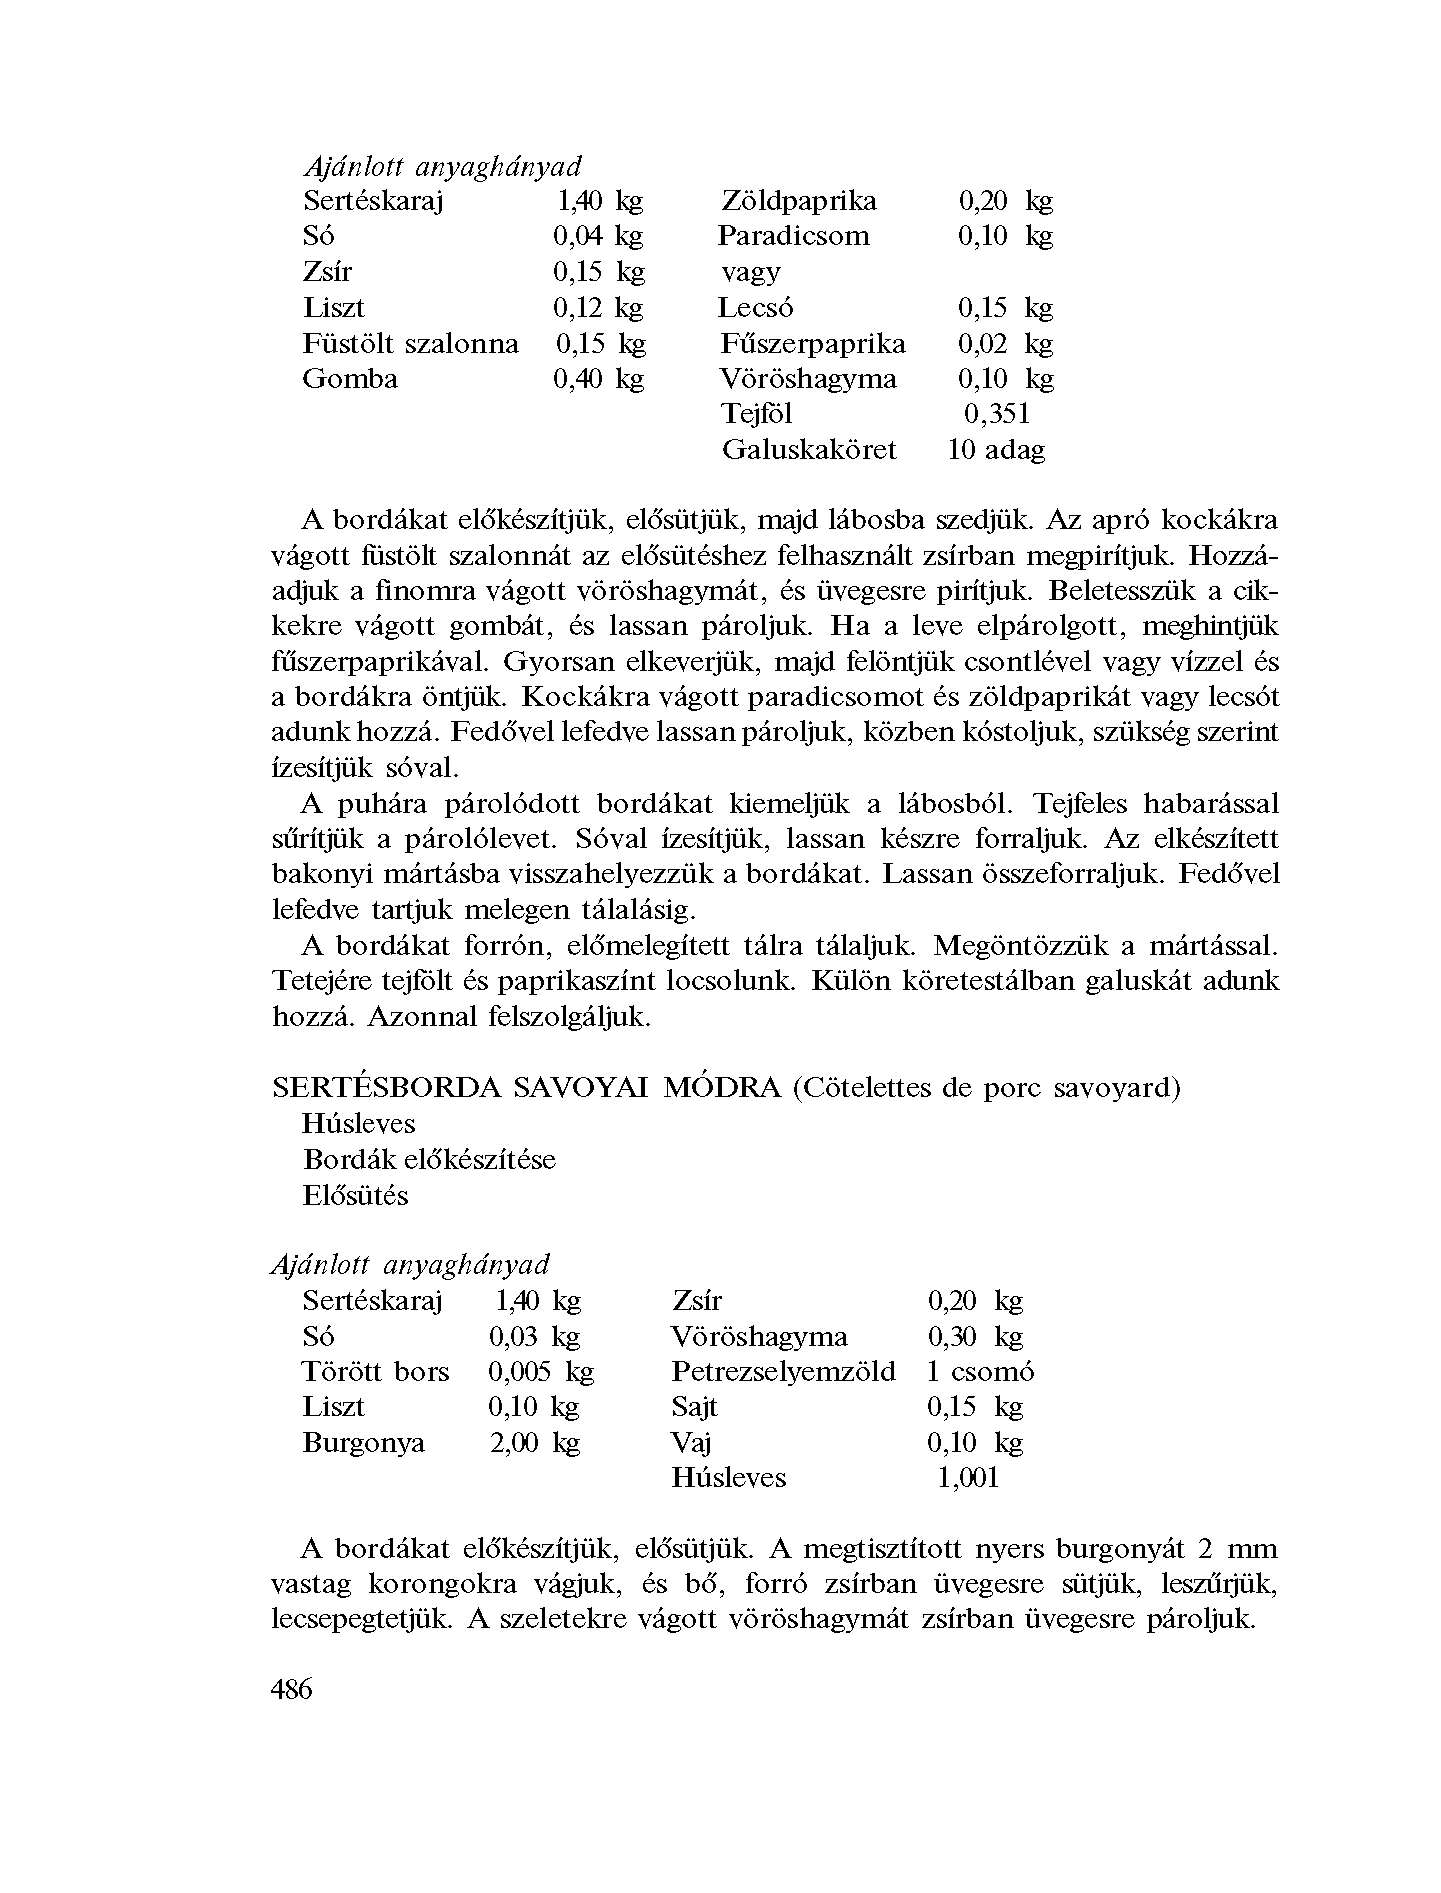 Ajánlott anyaghányad
Sertéskaraj 1,40 kg Zöldpaprika 0,20 kg
Só 0,04 kg Paradicsom 0,10 kg
Zsír 0,15 kg vagy
Liszt 0,12 kg Lecsó 0,15 kg
Füstölt szalonna 0,15 kg Fűszerpaprika 0,02 kg
Gomba 0,40 kg Vöröshagyma 0,10 kg
Tejföl 0,351
Galuskaköret 10 adag
A bordákat előkészítjük, elősütjük, majd lábosba szedjük. Az apró kockákra
vágott füstölt szalonnát az elősütéshez felhasznált zsírban megpirítjuk. Hozzá-
adjuk a finomra vágott vöröshagymát, és üvegesre pirítjuk. Beletesszük a cik-
kekre vágott gombát, és lassan pároljuk. Ha a leve elpárolgott, meghintjük
fűszerpaprikával. Gyorsan elkeverjük, majd felöntjük csontlével vagy vízzel és
a bordákra öntjük. Kockákra vágott paradicsomot és zöldpaprikát vagy lecsót
adunk hozzá. Fedővel lefedve lassan pároljuk, közben kóstoljuk, szükség szerint
ízesítjük sóval.
A puhára párolódott bordákat kiemeljük a lábosból. Tejfeles habarással
sűrítjük a párolólevet. Sóval ízesítjük, lassan készre forraljuk. Az elkészített
bakonyi mártásba visszahelyezzük a bordákat. Lassan összeforraljuk. Fedővel
lefedve tartjuk melegen tálalásig.
A bordákat forrón, előmelegített tálra tálaljuk. Megöntözzük a mártással.
Tetejére tejfölt és paprikaszínt locsolunk. Külön köretestálban galuskát adunk
hozzá. Azonnal felszolgáljuk.
SERTÉSBORDA SAVOYAI MÓDRA (Cötelettes de porc savoyard)
Húsleves
Bordák előkészítése
Elősütés
Ajánlott anyaghányad
Sertéskaraj 1,40 kg Zsír 0,20 kg
Só 0,03 kg Vöröshagyma 0,30 kg
Törött bors 0,005 kg Petrezselyemzöld 1 csomó
Liszt 0,10 kg Sajt 0,15 kg
Burgonya 2,00 kg Vaj 0,10 kg
Húsleves 1,001
A bordákat előkészítjük, elősütjük. A megtisztított nyers burgonyát 2 mm
vastag korongokra vágjuk, és bő, forró zsírban üvegesre sütjük, leszűrjük,
lecsepegtetjük. A szeletekre vágott vöröshagymát zsírban üvegesre pároljuk.
486